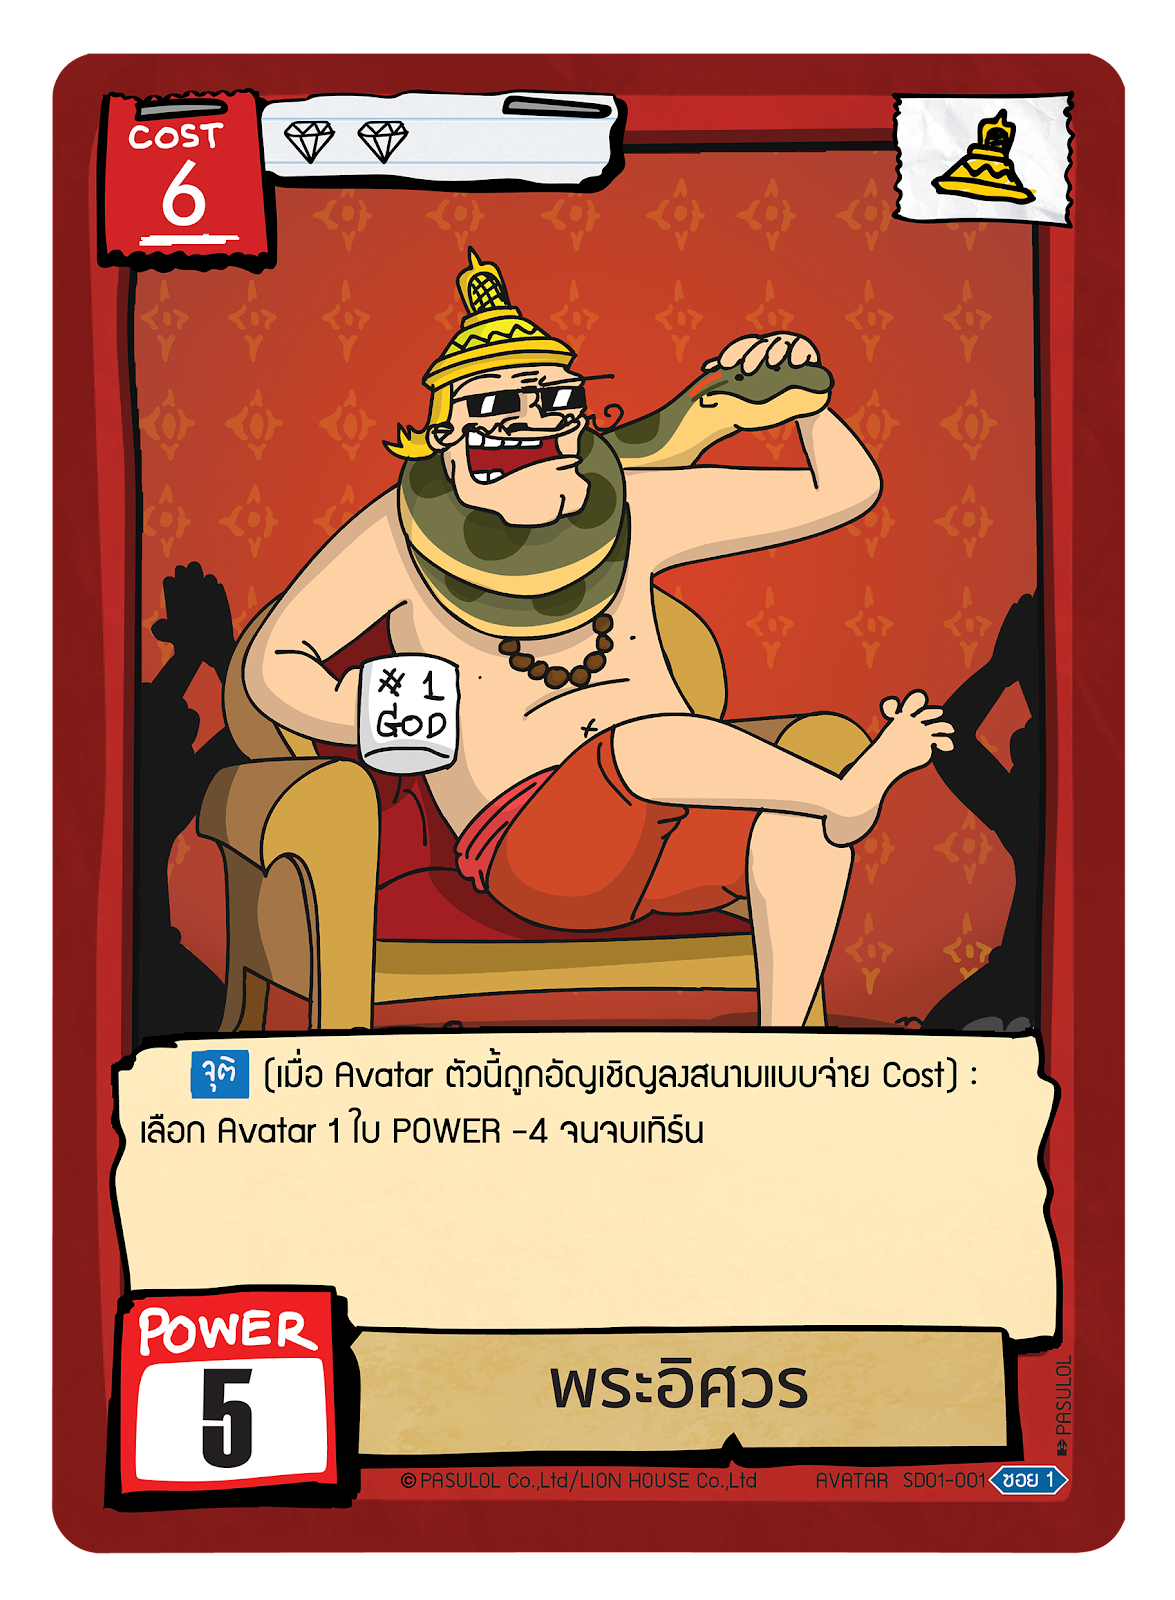 COST
6
# 1
GOD
จุติ (เมื่อ Avatar ตัวนี้ถูกอัญเชิญลงสนามแบบจ่าย Cost) :
เลือก Avatar 1 ใบ POWER -4 จนจบเทิร์น
POWER
5
พระอิศวร
PASULOL
© PASULOL Co.,Ltd/LION HOUSE Co.,Ltd AVATAR SD01-001 ซอย 1